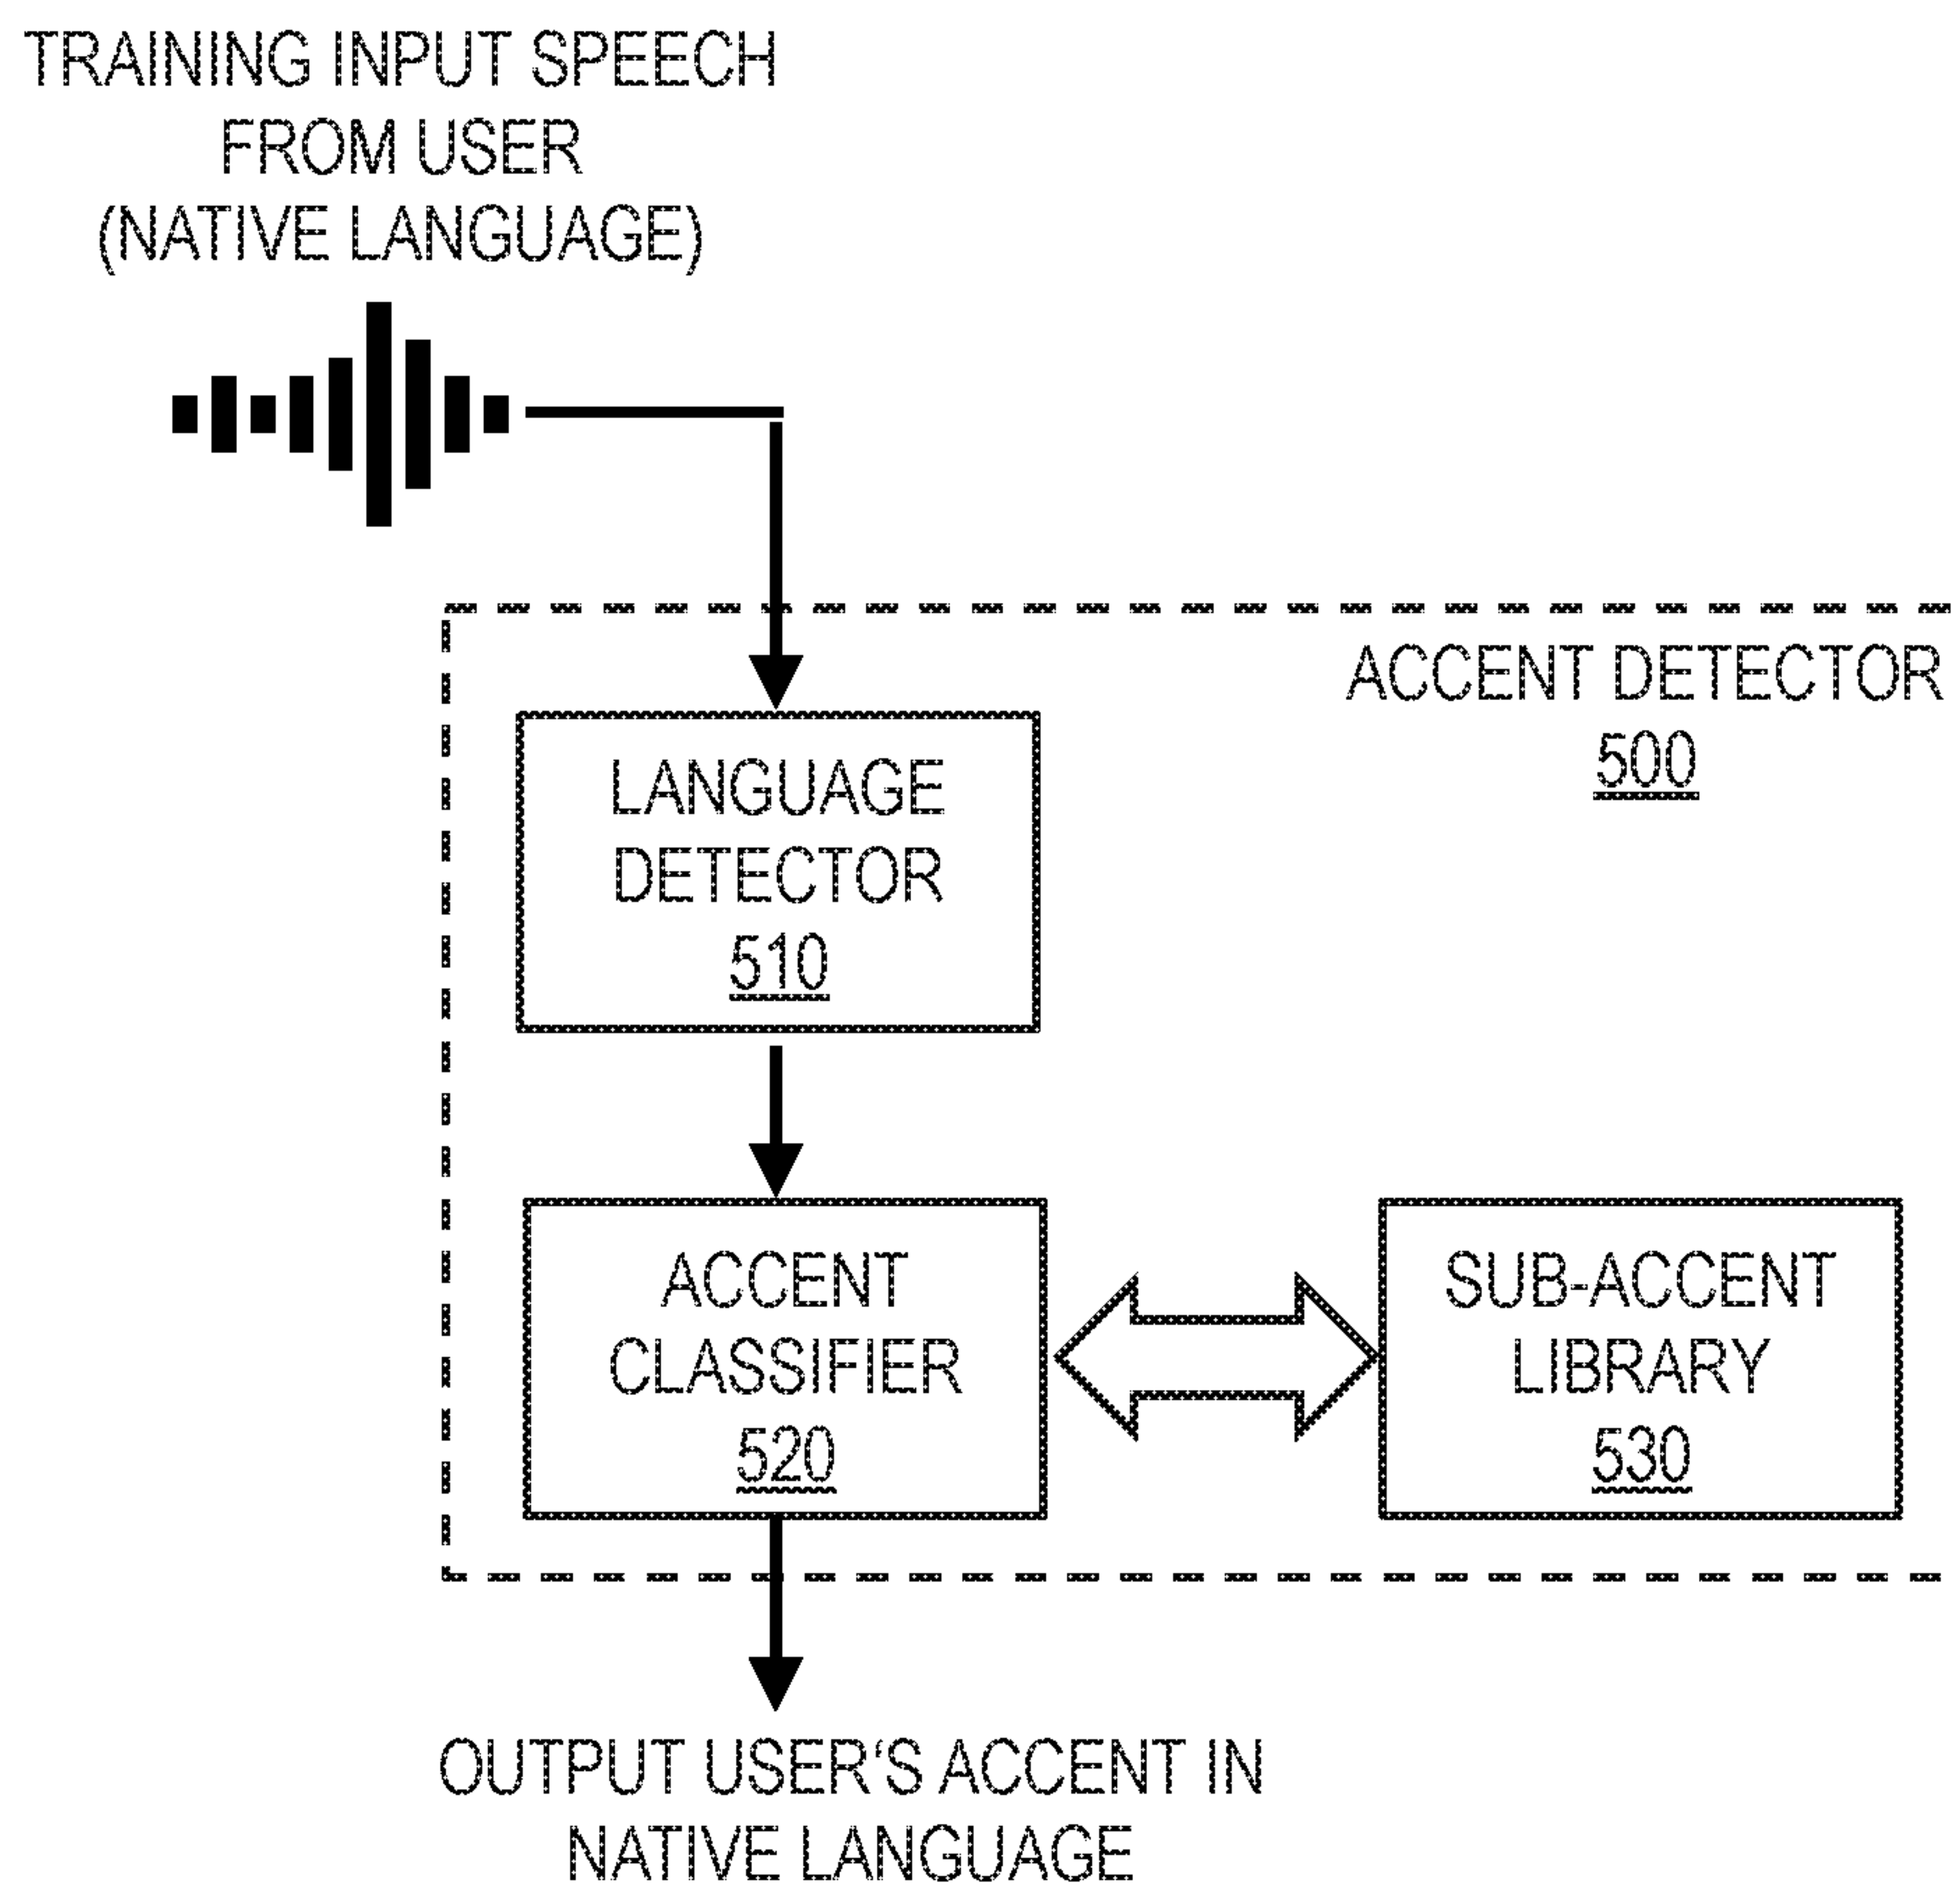 TRAINING INPUT SPEECH
FROM USER
(NATIVE LANGUAGE)
ACCENT DETECTOR
500
LANGUAGE
DETECTOR
510
ACCENT
CLASSIFIER
520
SUB-ACCENT
LIBRARY
530
OUTPUT USER‘S ACCENT IN
NATIVE LANGUAGE